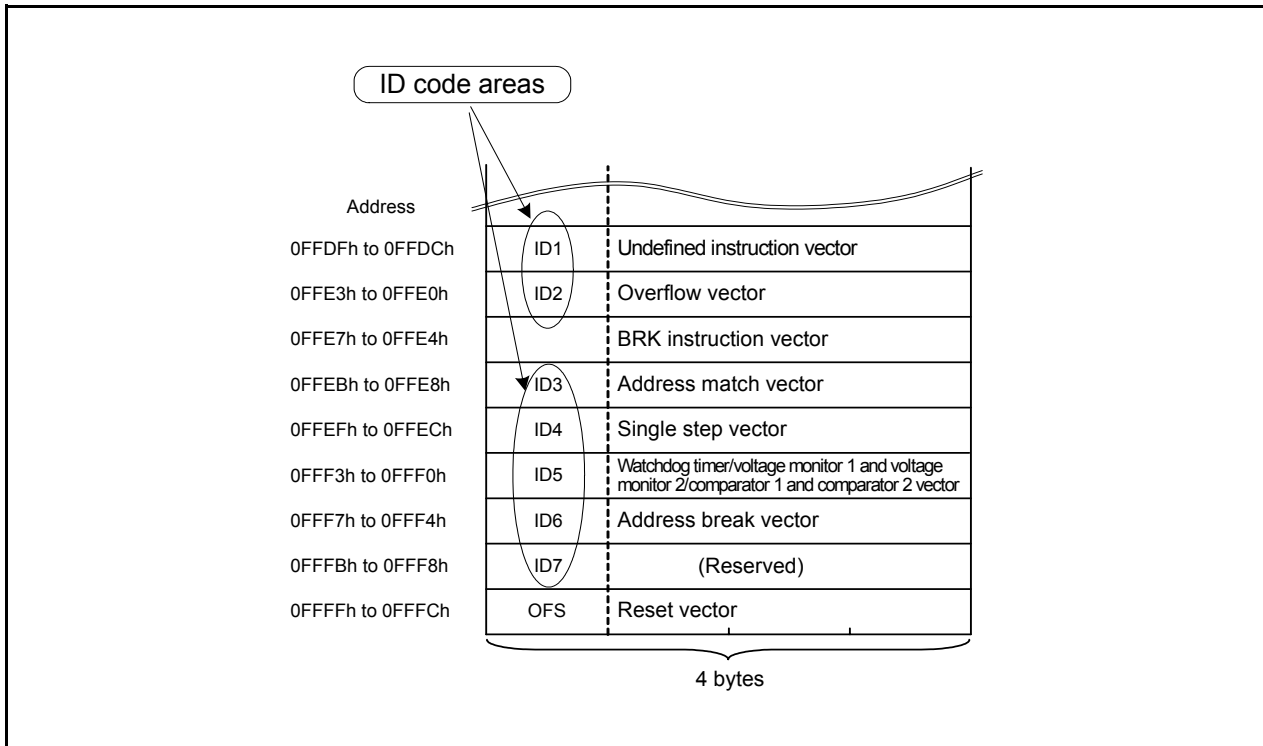 ID code areas
Address
0FFDFh to 0FFDCh ID1 Undefined instruction vector
0FFE3h to 0FFE0h ID2 Overflow vector
0FFE7h to 0FFE4h BRK instruction vector
0FFEBh to 0FFE8h ID3 Address match vector
0FFEFh to 0FFECh ID4 Single step vector
0FFF3h to 0FFF0h ID5 Watchdog timer/voltage monitor 1 and voltage
monitor 2/comparator 1 and comparator 2 vector
0FFF7h to 0FFF4h ID6 Address break vector
0FFFBh to 0FFF8h ID7 (Reserved)
0FFFFh to 0FFFCh OFS Reset vector
4 bytes